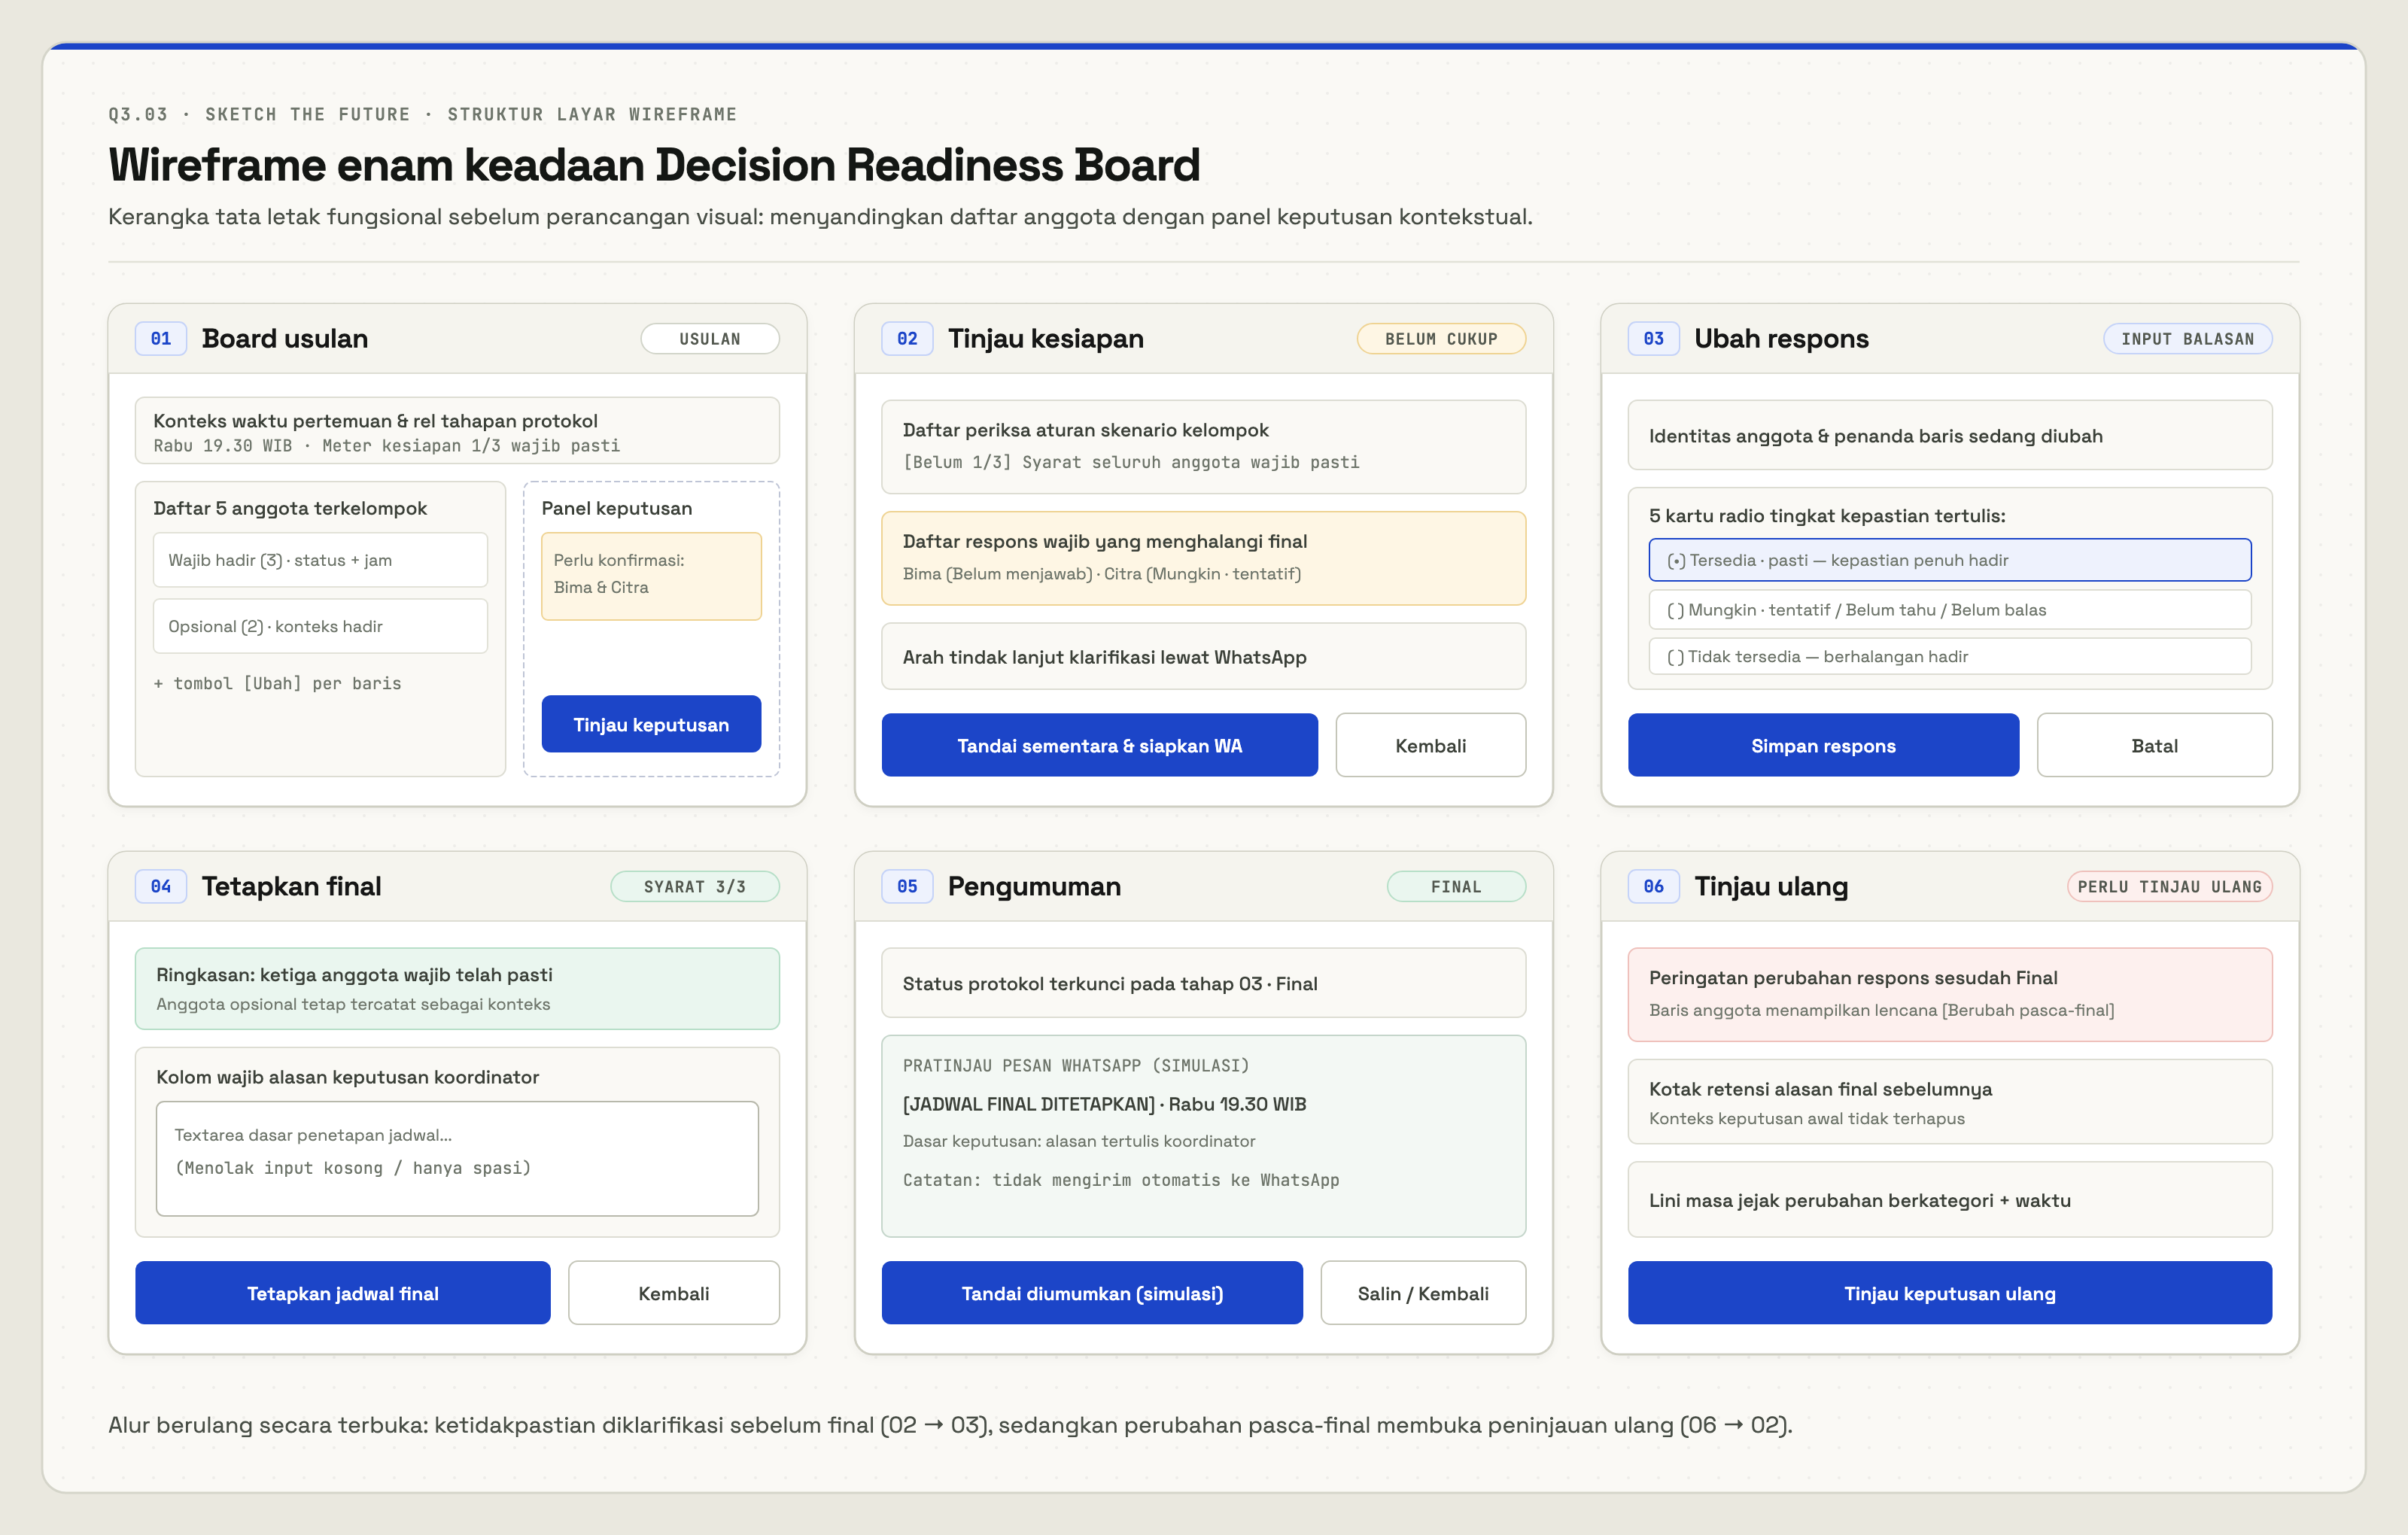 Q3.03 · SKETCH THE FUTURE · STRUKTUR LAYAR WIREFRAME
Wireframe enam keadaan Decision Readiness Board
Kerangka tata letak fungsional sebelum perancangan visual: menyandingkan daftar anggota dengan panel keputusan kontekstual.
01 Board usulan USULAN
Konteks waktu pertemuan & rel tahapan protokol
Rabu 19.30 WIB · Meter kesiapan 1/3 wajib pasti
Daftar 5 anggota terkelompok
Wajib hadir (3) · status + jam
Opsional (2) · konteks hadir
+ tombol [Ubah] per baris
Panel keputusan
Perlu konfirmasi:
Bima & Citra
Tinjau keputusan
02 Tinjau kesiapan BELUM CUKUP
Daftar periksa aturan skenario kelompok
[Belum 1/3] Syarat seluruh anggota wajib pasti
Daftar respons wajib yang menghalangi final
Bima (Belum menjawab) · Citra (Mungkin · tentatif)
Arah tindak lanjut klarifikasi lewat WhatsApp
Tandai sementara & siapkan WA
Kembali
03 Ubah respons INPUT BALASAN
Identitas anggota & penanda baris sedang diubah
5 kartu radio tingkat kepastian tertulis:
(•) Tersedia · pasti — kepastian penuh hadir
( ) Mungkin · tentatif / Belum tahu / Belum balas
( ) Tidak tersedia — berhalangan hadir
Simpan respons
Batal
04 Tetapkan final SYARAT 3/3
Ringkasan: ketiga anggota wajib telah pasti
Anggota opsional tetap tercatat sebagai konteks
Kolom wajib alasan keputusan koordinator
Textarea dasar penetapan jadwal...
(Menolak input kosong / hanya spasi)
Tetapkan jadwal final
Kembali
05 Pengumuman FINAL
Status protokol terkunci pada tahap 03 · Final
PRATINJAU PESAN WHATSAPP (SIMULASI)
[JADWAL FINAL DITETAPKAN] · Rabu 19.30 WIB
Dasar keputusan: alasan tertulis koordinator
Catatan: tidak mengirim otomatis ke WhatsApp
Tandai diumumkan (simulasi)
Salin / Kembali
06 Tinjau ulang PERLU TINJAU ULANG
Peringatan perubahan respons sesudah Final
Baris anggota menampilkan lencana [Berubah pasca-final]
Kotak retensi alasan final sebelumnya
Konteks keputusan awal tidak terhapus
Lini masa jejak perubahan berkategori + waktu
Tinjau keputusan ulang
Alur berulang secara terbuka: ketidakpastian diklarifikasi sebelum final (02 → 03), sedangkan perubahan pasca-final membuka peninjauan ulang (06 → 02).